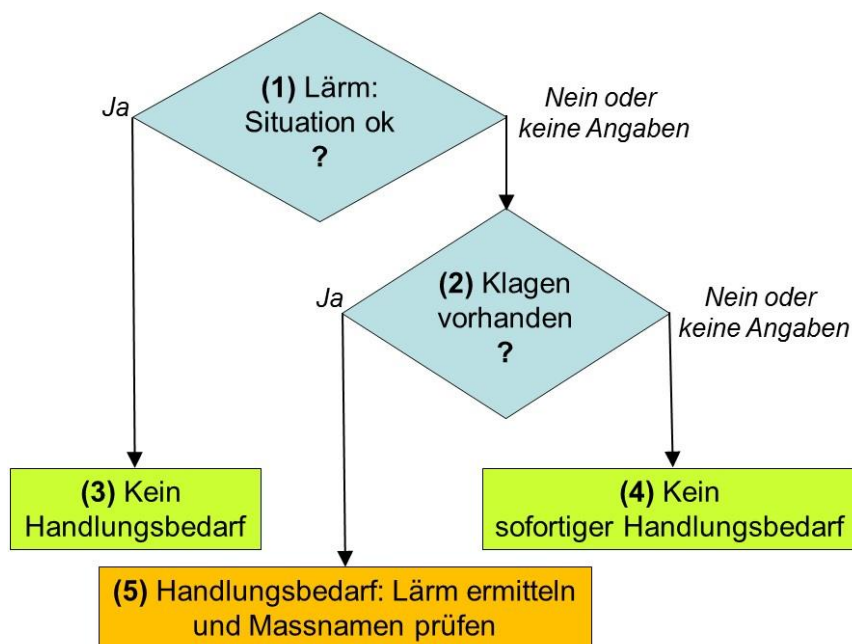 (1) Lärm:
Situation ok
?
Ja
Nein oder
keine Angaben
(2) Klagen
vorhanden
?
Ja
Nein oder
keine Angaben
(3) Kein
Handlungsbedarf
(4) Kein
sofortiger Handlungsbedarf
(5) Handlungsbedarf: Lärm ermitteln
und Massnamen prüfen